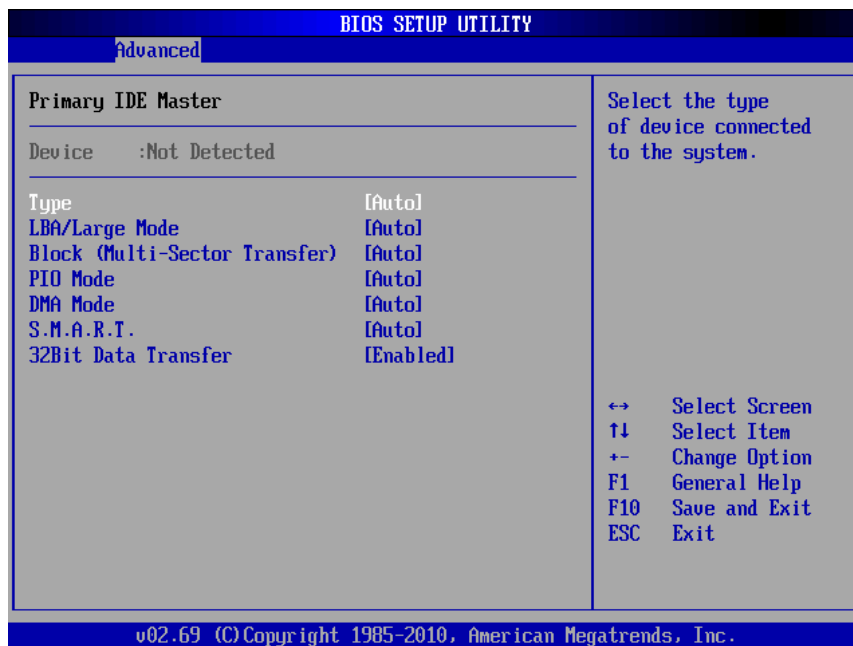 BIOS SETUP UTILITY
Advanced
Primary IDE Master
Device :Not Detected
Type [Auto]
LBA/Large Mode [Auto]
Block (Multi-Sector Transfer) [Auto]
PIO Mode [Auto]
DMA Mode [Auto]
S.M.A.R.T. [Auto]
32Bit Data Transfer [Enabled]
Select the type
of device connected
to the system.
←→ Select Screen
↑↓ Select Item
+- Change Option
F1 General Help
F10 Save and Exit
ESC Exit
v02.69 (C)Copyright 1985-2010, American Megatrends, Inc.